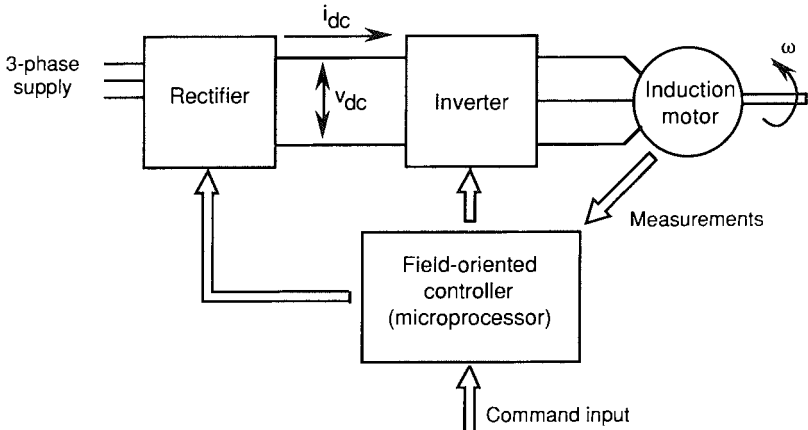 i_dc
3-phase
supply
Rectifier
v_dc
Inverter
Induction
motor
ω
Measurements
Field-oriented
controller
(microprocessor)
Command input